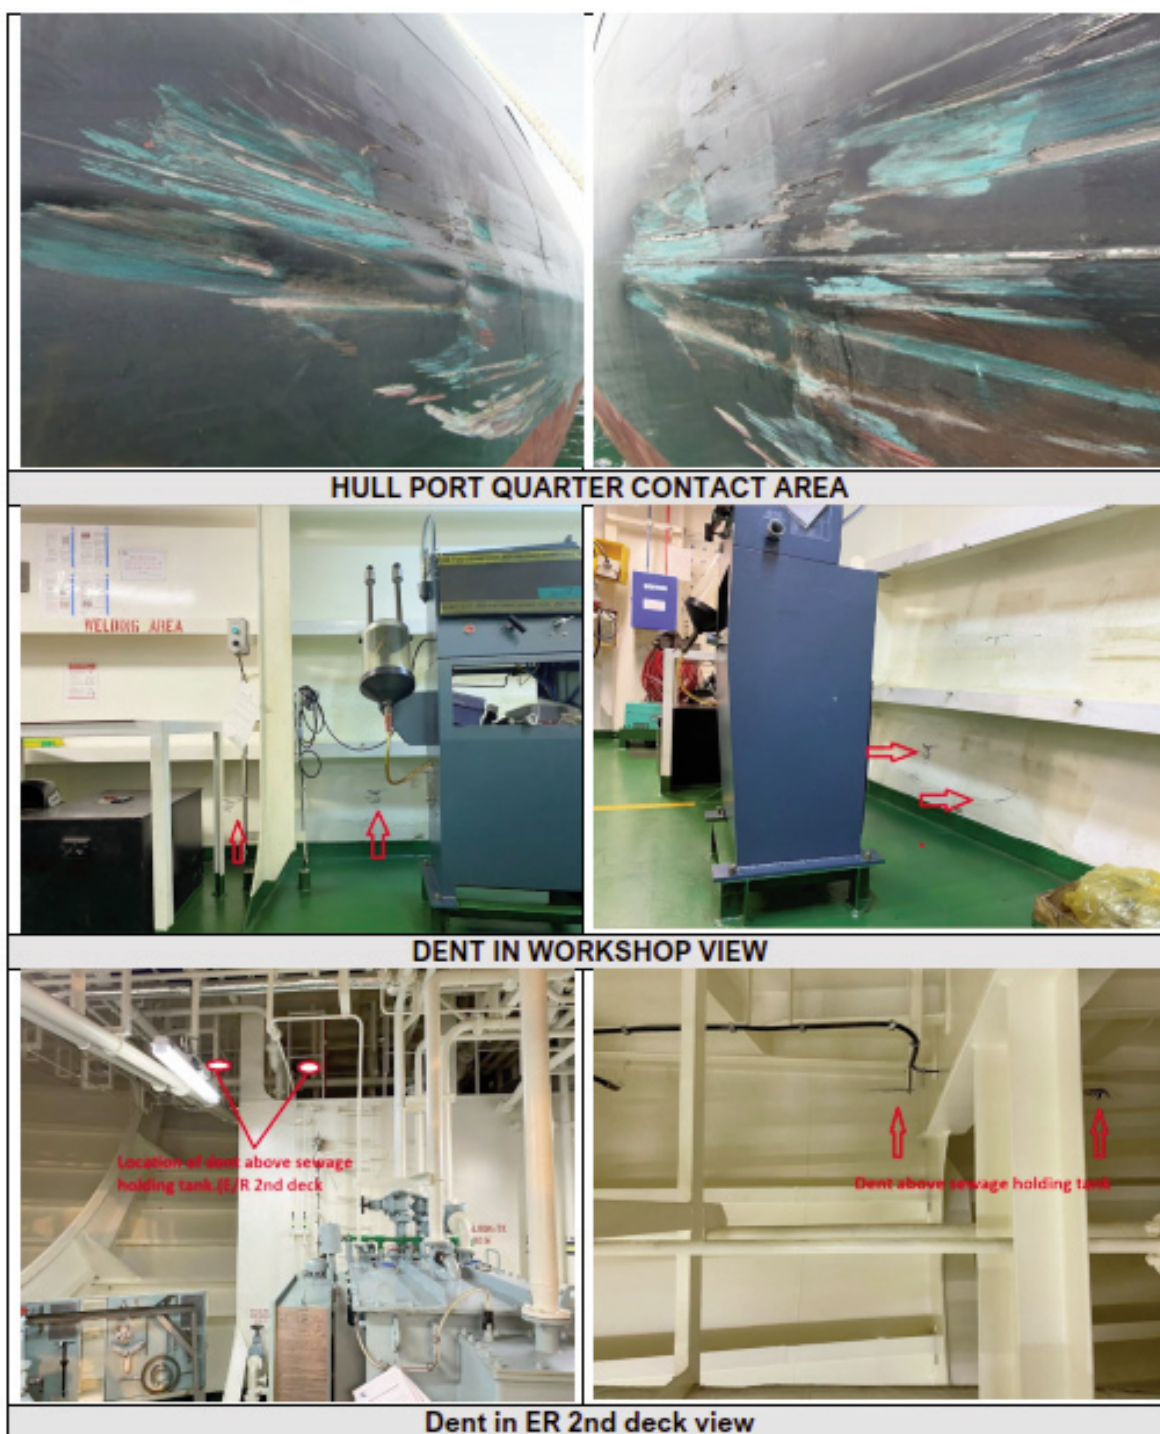 HULL PORT QUARTER CONTACT AREA
WELDING AREA
DENT IN WORKSHOP VIEW
Location of dent above sewage
holding tank.(E/R 2nd deck
Dent above sewage holding tank
Dent in ER 2nd deck view